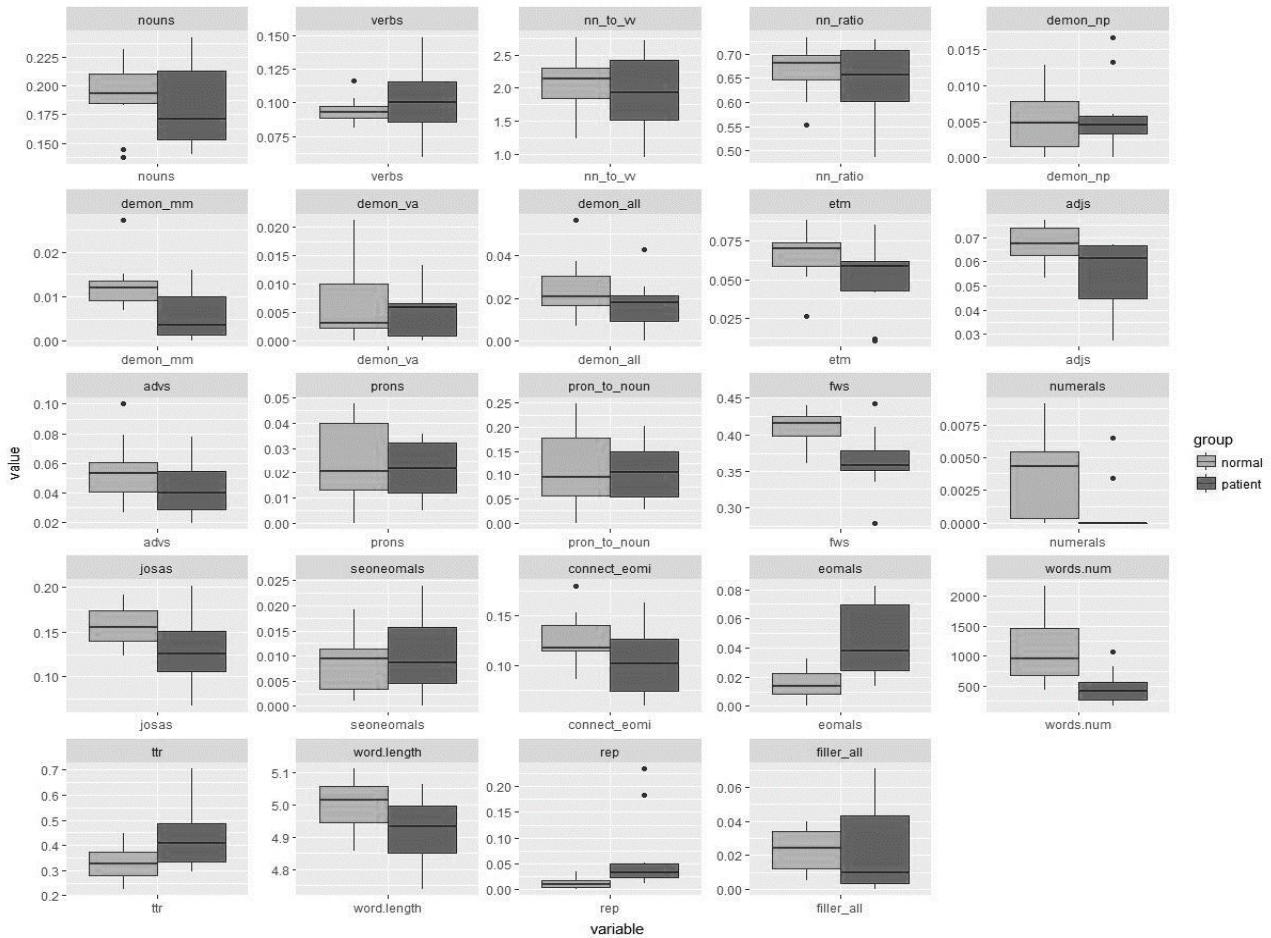 nouns verbs nn_to_vv nn_ratio demon_np
0.225 0.200 0.175 0.150
0.150 0.125 0.100 0.075
2.5 2.0 1.5 1.0
0.70 0.65 0.60 0.55 0.50
0.015 0.010 0.005 0.000
nouns verbs nn_to_vv nn_ratio demon_np
demon_mm demon_va demon_all etm adjs
0.02 0.01 0.00
0.020 0.015 0.010 0.005 0.000
0.04 0.02 0.00
0.075 0.050 0.025
0.07 0.06 0.05 0.04 0.03
demon_mm demon_va demon_all etm adjs
advs prons pron_to_noun fws numerals
0.10 0.08 0.06 0.04 0.02
0.05 0.04 0.03 0.02 0.01 0.00
0.25 0.20 0.15 0.10 0.05 0.00
0.45 0.40 0.35 0.30
0.0075 0.0050 0.0025 0.0000
advs prons pron_to_noun fws numerals
josas seoneomals connect_eomi eomals words.num
0.20 0.15 0.10
0.025 0.020 0.015 0.010 0.005 0.000
0.15 0.10
0.08 0.06 0.04 0.02 0.00
2000 1500 1000 500
josas seoneomals connect_eomi eomals words.num
ttr word.length rep filler_all
0.7 0.6 0.5 0.4 0.3 0.2
5.1 5.0 4.9 4.8
0.20 0.15 0.10 0.05 0.00
0.06 0.04 0.02 0.00
ttr word.length rep filler_all
value
variable
group
normal
patient